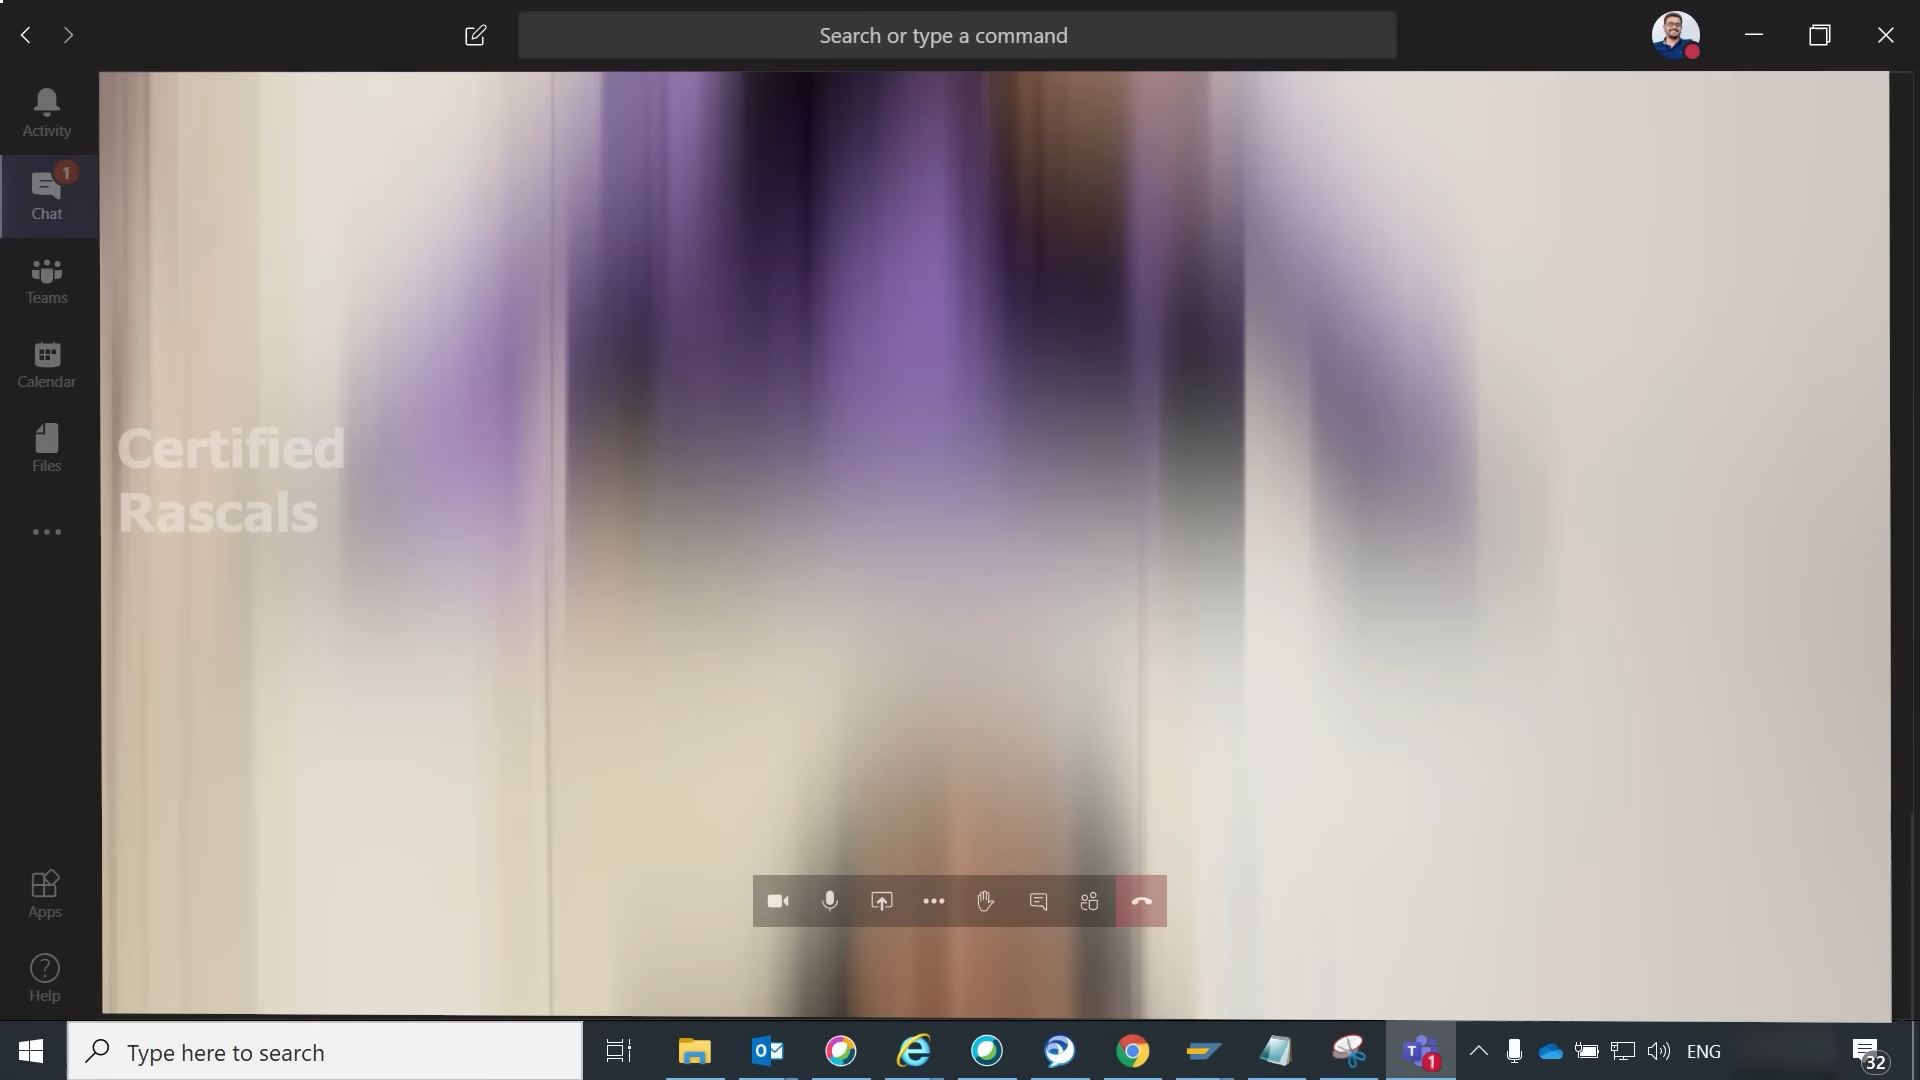 Search or type a command
Activity
1
Chat
Teams
Calendar
Files
Certified
Rascals
Apps
Help
Type here to search
1
ENG
32